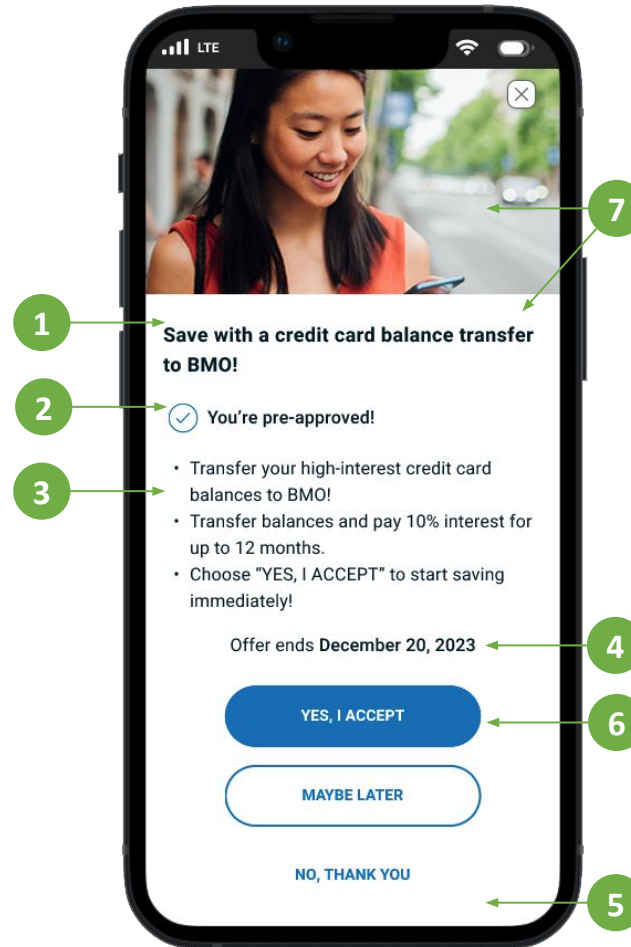 LTE
7
1
Save with a credit card balance transfer
to BMO!
2
You’re pre-approved!
3
• Transfer your high-interest credit card
balances to BMO!
• Transfer balances and pay 10% interest for
up to 12 months.
• Choose “YES, I ACCEPT” to start saving
immediately!
Offer ends December 20, 2023
4
YES, I ACCEPT
6
MAYBE LATER
NO, THANK YOU
5